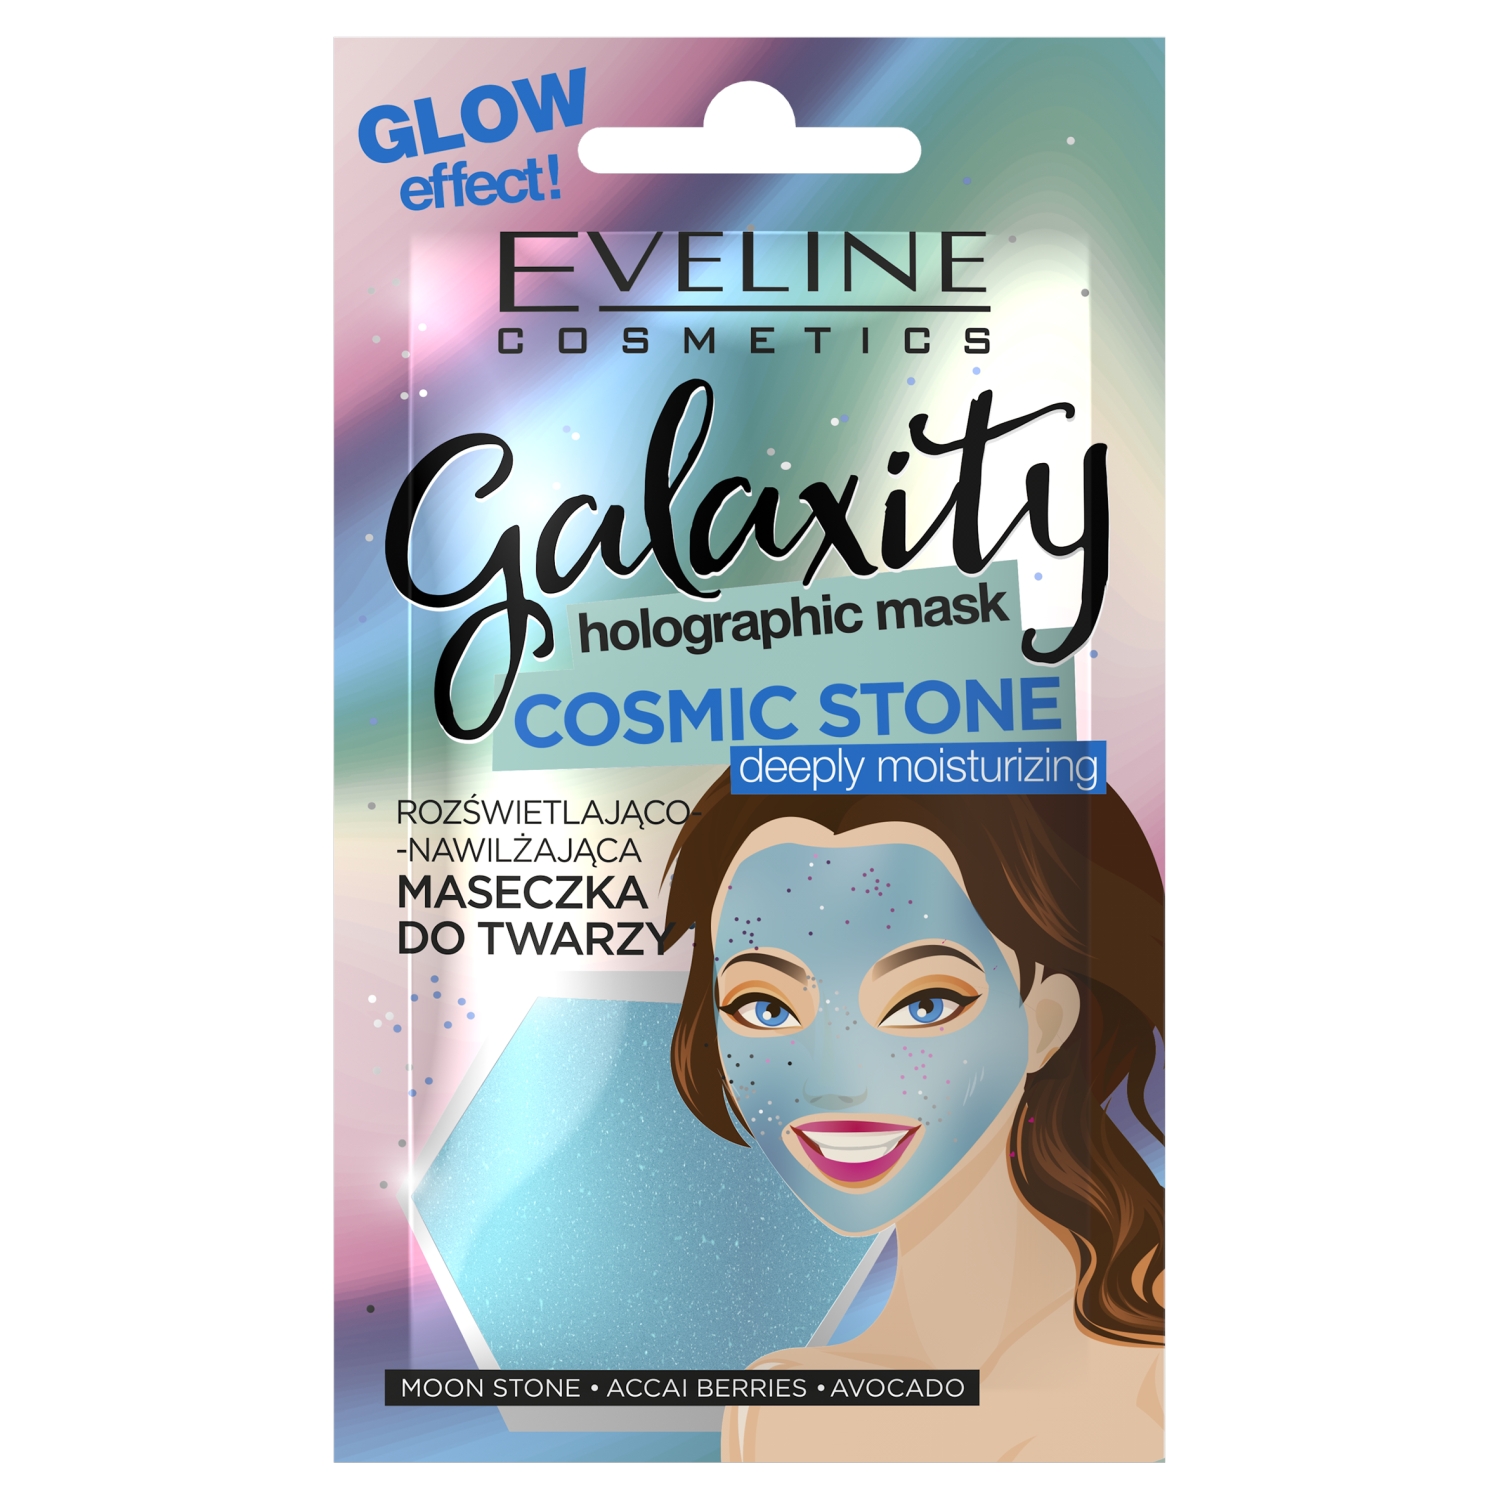 GLOW
effect!
EVELINE
COSMETICS
Galaxity
holographic mask
COSMIC STONE
deeply moisturizing
ROZŚWIETLAJĄCO-
-NAWILŻAJĄCA
MASECZKA
DO TWARZY
MOON STONE • ACCAI BERRIES • AVOCADO